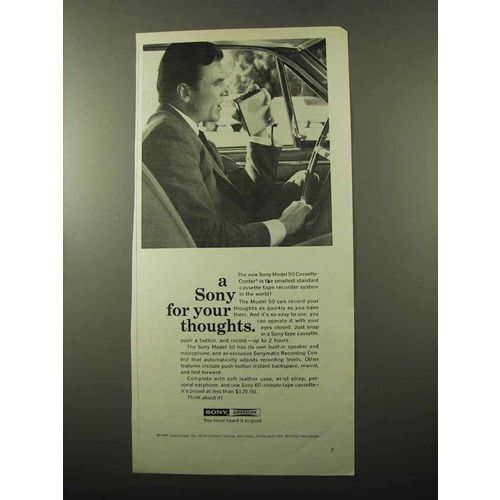 The new Sony Model 50 Cassette-
Corder® is the smallest standard
cassette tape recorder system
in the world!
a
Sony
for your
thoughts.
The Model 50 can record your
thoughts as quickly as you have
them. And it's so easy to use, you
can operate it with your
eyes closed. Just snap
in a Sony tape cassette,
push a button, and record—up to 2 hours.
The Sony Model 50 has its own built-in speaker and
microphone, and an exclusive Sonymatic Recording Con-
trol that automatically adjusts recording levels. Other
features include push button instant backspace, rewind,
and fast forward.
Complete with soft leather case, wrist strap, per-
sonal earphone, and one Sony 60-minute tape cassette—
it's priced at less than $125.00.
Think about it!
SONY SUPERSCOPE
You never heard it so good
7